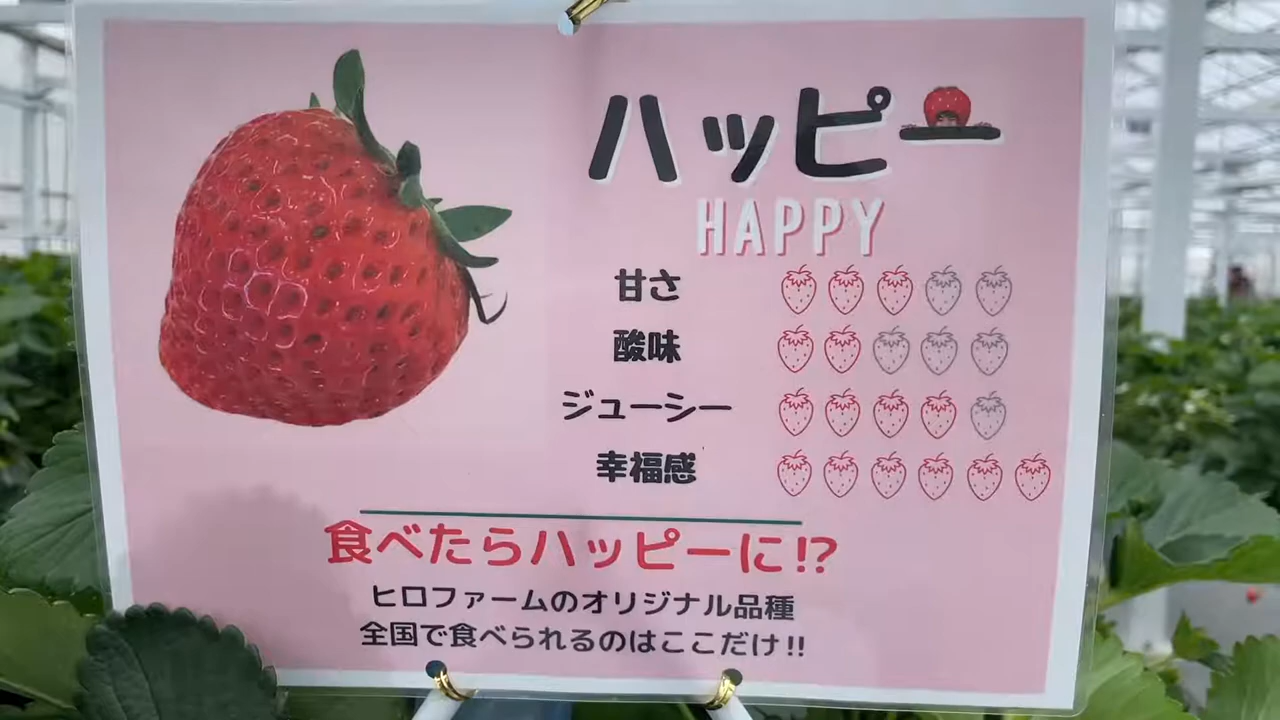 ハッピー
HAPPY
甘さ
酸味
ジューシー
幸福感
食べたらハッピーに!?
ヒロファームのオリジナル品種
全国で食べられるのはここだけ!!